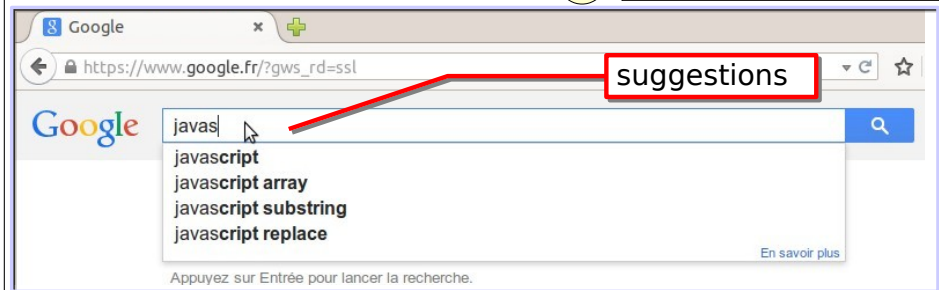 8 Google
https://www.google.fr/?gws_rd=ssl
suggestions
Google javas
javascript
javascript array
javascript substring
javascript replace
En savoir plus
Appuyez sur Entrée pour lancer la recherche.